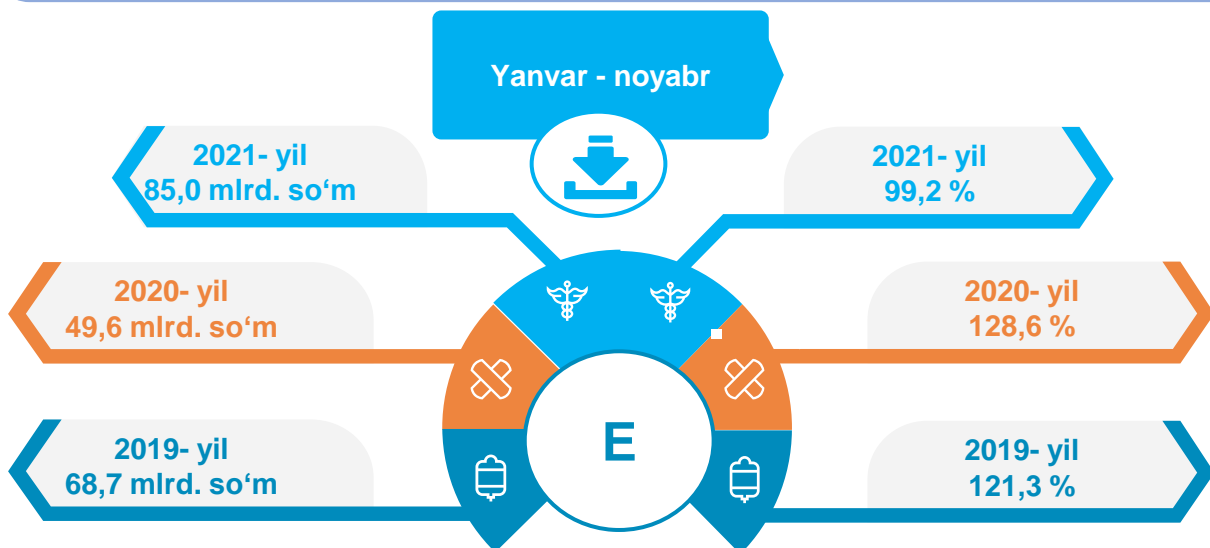 Yanvar - noyabr
2021- yil
85,0 mlrd. so‘m
2021- yil
99,2 %
2020- yil
49,6 mlrd. so‘m
2020- yil
128,6 %
2019- yil
68,7 mlrd. so‘m
2019- yil
121,3 %
E